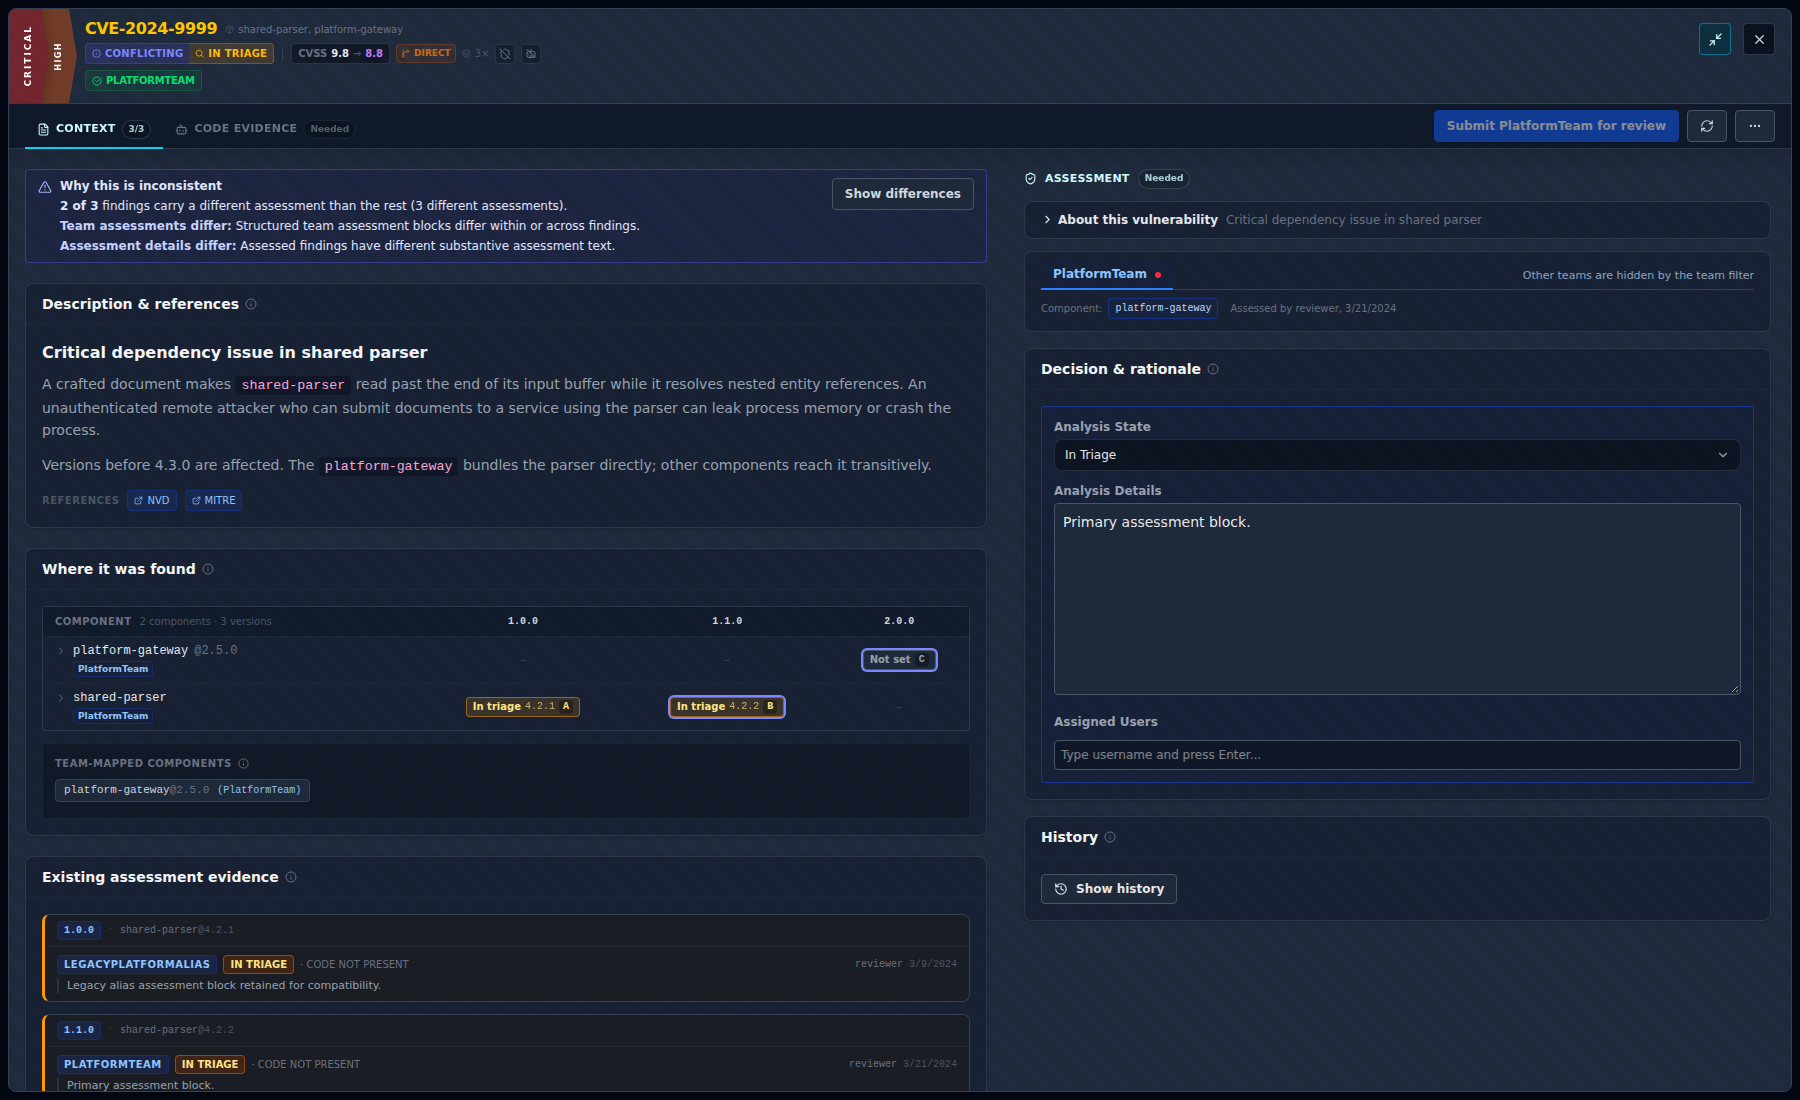 CRITICAL
HIGH
CVE-2024-9999 shared-parser, platform-gateway
CONFLICTING IN TRIAGE CVSS 9.8 → 8.8 DIRECT 3×
PLATFORMTEAM
CONTEXT 3/3 CODE EVIDENCE Needed
Submit PlatformTeam for review
Why this is inconsistent
2 of 3 findings carry a different assessment than the rest (3 different assessments).
Team assessments differ: Structured team assessment blocks differ within or across findings.
Assessment details differ: Assessed findings have different substantive assessment text.
Show differences
Description & references
Critical dependency issue in shared parser
A crafted document makes shared-parser read past the end of its input buffer while it resolves nested entity references. An
unauthenticated remote attacker who can submit documents to a service using the parser can leak process memory or crash the
process.
Versions before 4.3.0 are affected. The platform-gateway bundles the parser directly; other components reach it transitively.
REFERENCES NVD MITRE
Where it was found
COMPONENT 2 components · 3 versions 1.0.0 1.1.0 2.0.0
platform-gateway @2.5.0 – – Not set C
PlatformTeam
shared-parser In triage 4.2.1 A In triage 4.2.2 B –
PlatformTeam
TEAM-MAPPED COMPONENTS
platform-gateway@2.5.0 (PlatformTeam)
Existing assessment evidence
1.0.0 · shared-parser@4.2.1
LEGACYPLATFORMALIAS IN TRIAGE · CODE NOT PRESENT reviewer 3/9/2024
Legacy alias assessment block retained for compatibility.
1.1.0 · shared-parser@4.2.2
PLATFORMTEAM IN TRIAGE · CODE NOT PRESENT reviewer 3/21/2024
Primary assessment block.
ASSESSMENT Needed
About this vulnerability Critical dependency issue in shared parser
PlatformTeam Other teams are hidden by the team filter
Component: platform-gateway Assessed by reviewer, 3/21/2024
Decision & rationale
Analysis State
In Triage
Analysis Details
Primary assessment block.
Assigned Users
Type username and press Enter...
History
Show history